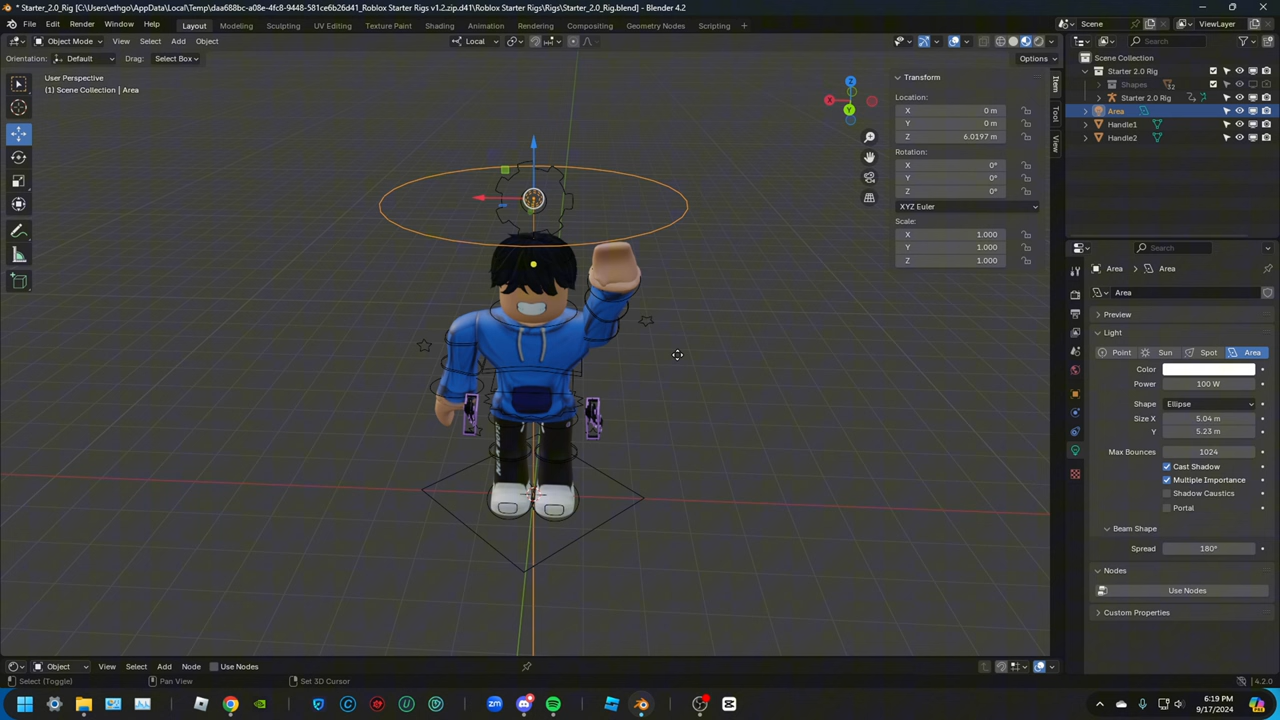 * Starter_2.0_Rig [C:\Users\ethgo\AppData\Local\Temp\daa688bc-a08e-4fc8-9448-581ce6b26d41_Roblox Starter Rigs v1.2.zip.d41\Roblox Starter Rigs\Rigs\Starter_2.0_Rig.blend] - Blender 4.2
File Edit Render Window Help Layout Modeling Sculpting UV Editing Texture Paint Shading Animation Rendering Compositing Geometry Nodes Scripting Scene ViewLayer
Object Mode View Select Add Object Local Search
Orientation: Default Drag: Select Box Options
User Perspective
(1) Scene Collection | Area
Transform
Location:
X 0 m
Y 0 m
Z 6.0197 m
Rotation:
X 0°
Y 0°
Z 0°
XYZ Euler
Scale:
X 1.000
Y 1.000
Z 1.000
Item
Tool
View
X
Y
Z
Scene Collection
Starter 2.0 Rig
Shapes 32
Starter 2.0 Rig
Area
Handle1
Handle2
Search
Area Area
Area
Preview
Light
Point Sun Spot Area
Color
Power 100 W
Shape Ellipse
Size X 5.04 m
Y 5.23 m
Max Bounces 1024
Cast Shadow
Multiple Importance
Shadow Caustics
Portal
Beam Shape
Spread 180°
Nodes
Use Nodes
Custom Properties
Object View Select Add Node Use Nodes
Select (Toggle) Pan View Set 3D Cursor 4.2.0
6:19 PM
9/17/2024